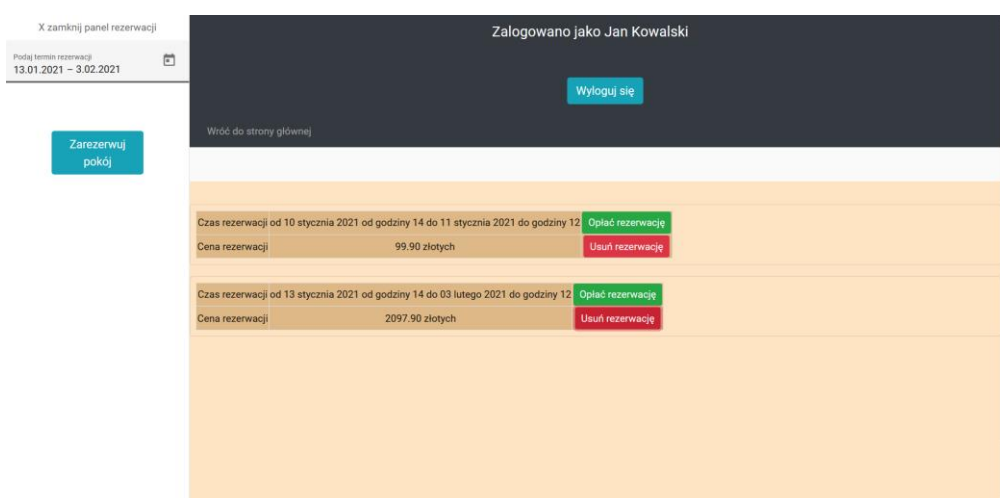 X zamknij panel rezerwacji
Podaj termin rezerwacji
13.01.2021 – 3.02.2021
Zarezerwuj
pokój
Zalogowano jako Jan Kowalski
Wyloguj się
Wróć do strony głównej
Czas rezerwacji od 10 stycznia 2021 od godziny 14 do 11 stycznia 2021 do godziny 12 Opłać rezerwację
Cena rezerwacji 99.90 złotych Usuń rezerwację
Czas rezerwacji od 13 stycznia 2021 od godziny 14 do 03 lutego 2021 do godziny 12 Opłać rezerwację
Cena rezerwacji 2097.90 złotych Usuń rezerwację